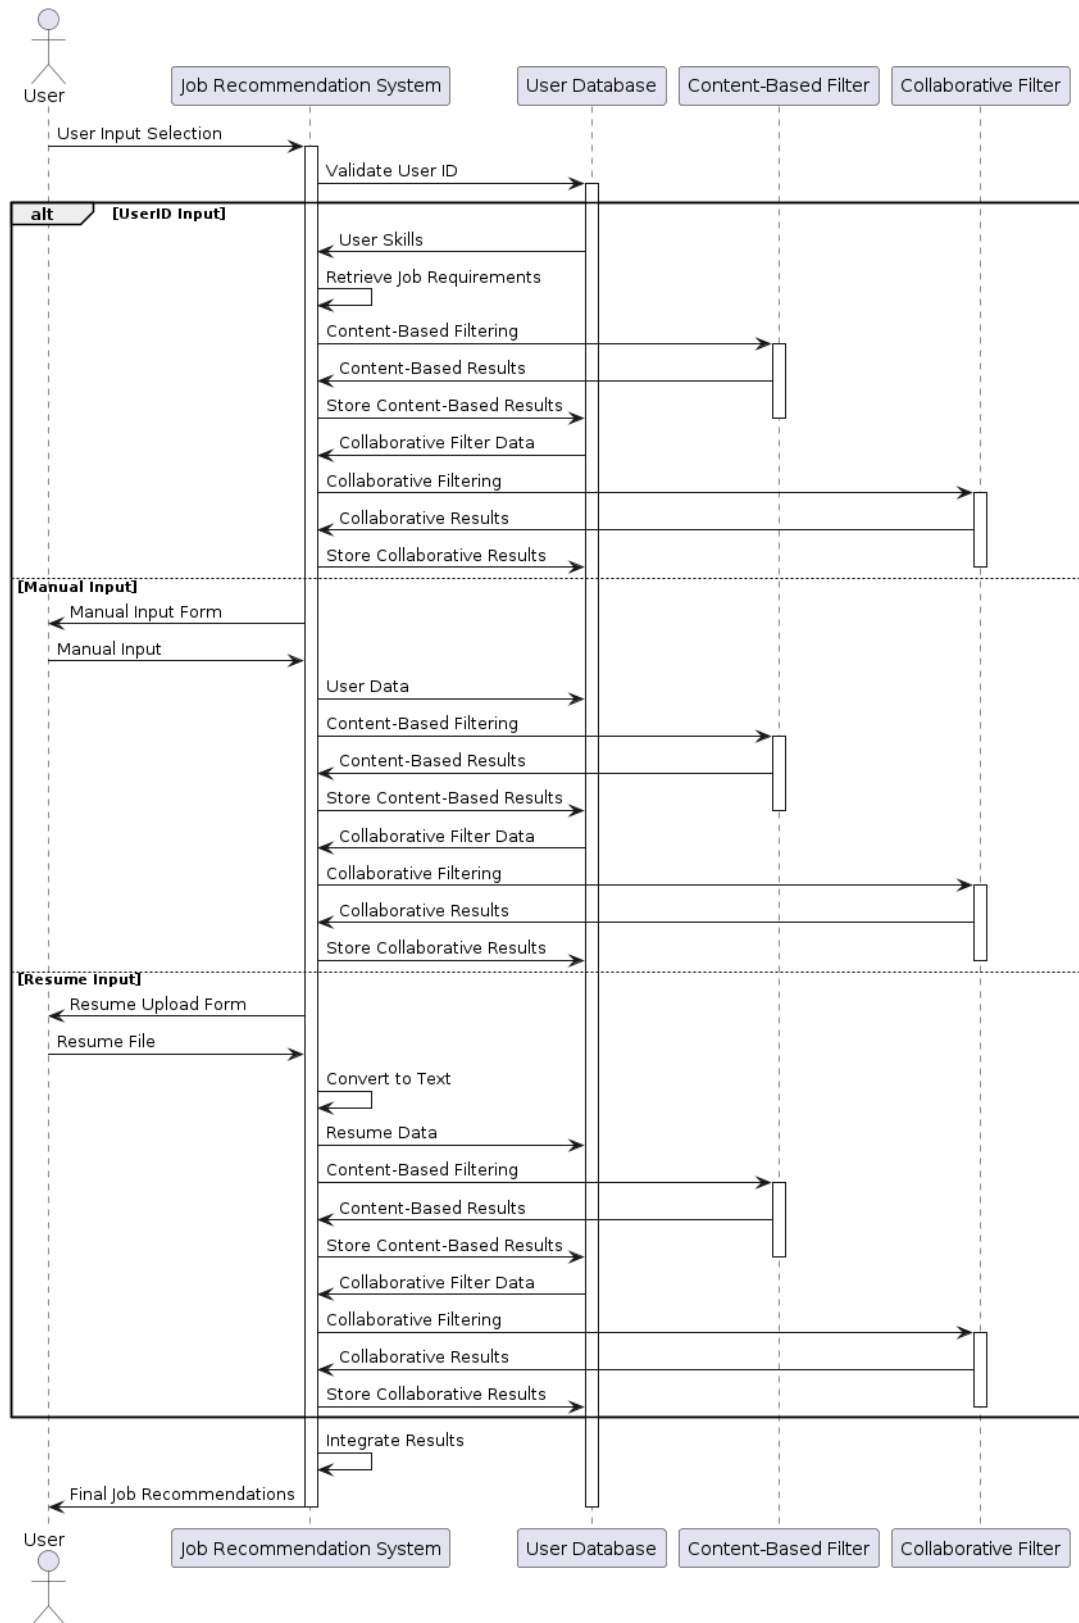 User
Job Recommendation System
User Database
Content-Based Filter
Collaborative Filter
User Input Selection
Validate User ID
alt
[UserID Input]
User Skills
Retrieve Job Requirements
Content-Based Filtering
Content-Based Results
Store Content-Based Results
Collaborative Filter Data
Collaborative Filtering
Collaborative Results
Store Collaborative Results
[Manual Input]
Manual Input Form
Manual Input
User Data
Content-Based Filtering
Content-Based Results
Store Content-Based Results
Collaborative Filter Data
Collaborative Filtering
Collaborative Results
Store Collaborative Results
[Resume Input]
Resume Upload Form
Resume File
Convert to Text
Resume Data
Content-Based Filtering
Content-Based Results
Store Content-Based Results
Collaborative Filter Data
Collaborative Filtering
Collaborative Results
Store Collaborative Results
Integrate Results
Final Job Recommendations
User
Job Recommendation System
User Database
Content-Based Filter
Collaborative Filter